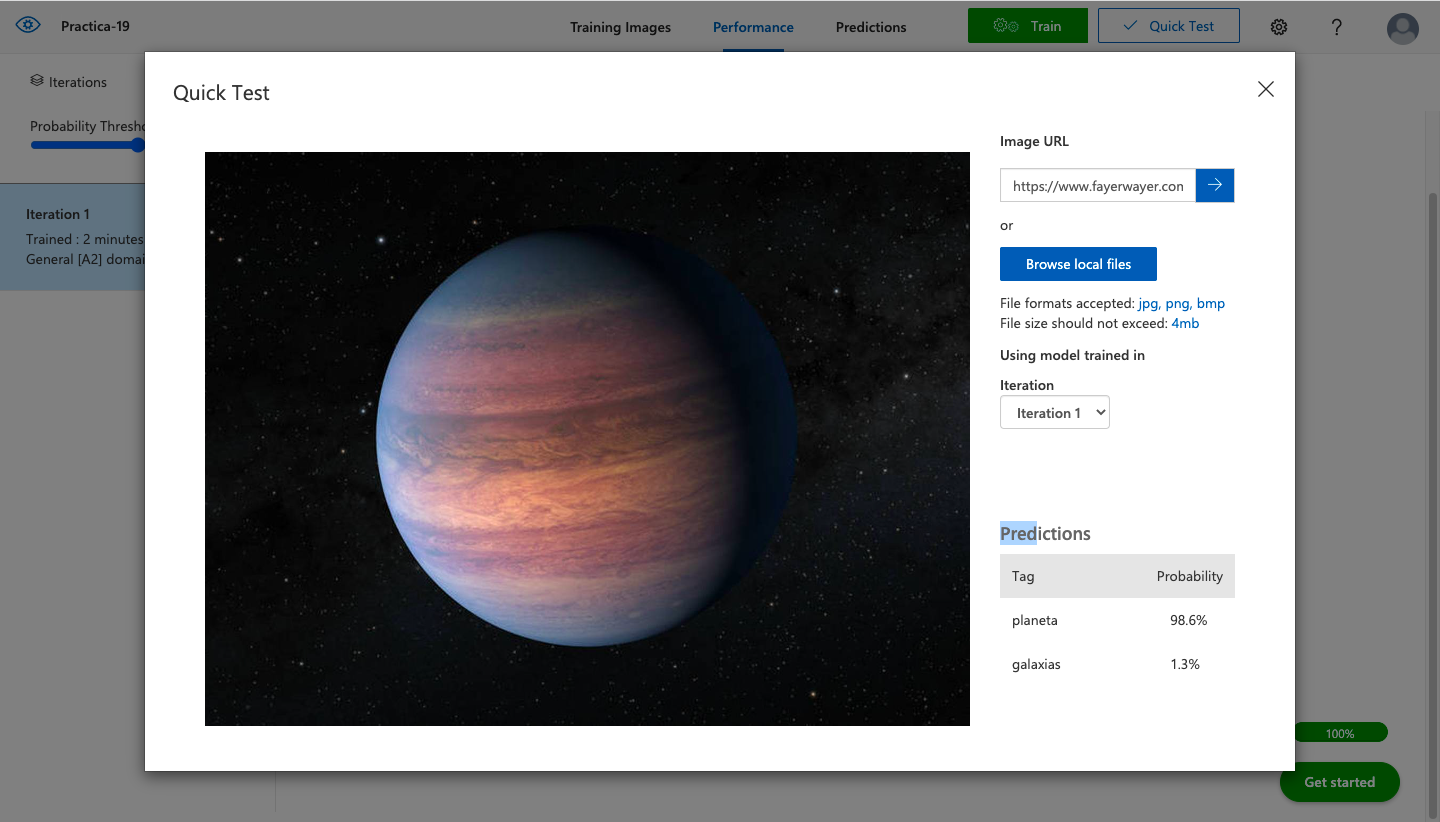 Practica-19
Training Images
Performance
Predictions
Train
Quick Test
?
Iterations
Probability
Iteration 1
Trained : 2 minutes
General [A2]
Quick Test
Image URL
https://www.fayerwayer.con
or
Browse local files
File formats accepted: jpg, png, bmp
File size should not exceed: 4mb
Using model trained in
Iteration
Iteration 1
Predictions
Tag Probability
planeta 98.6%
galaxias 1.3%
100%
Get started